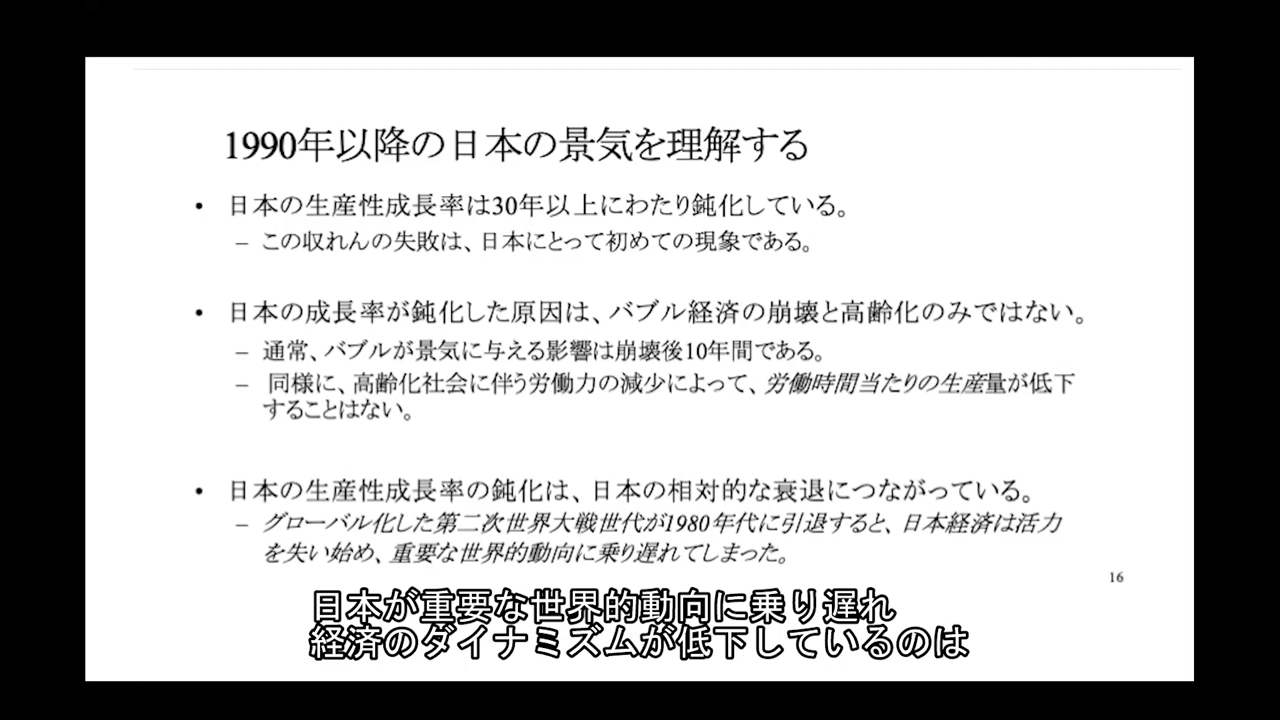 1990年以降の日本の景気を理解する
• 日本の生産性成長率は30年以上にわたり鈍化している。
– この収れんの失敗は、日本にとって初めての現象である。
• 日本の成長率が鈍化した原因は、バブル経済の崩壊と高齢化のみではない。
– 通常、バブルが景気に与える影響は崩壊後10年間である。
– 同様に、高齢化社会に伴う労働力の減少によって、労働時間当たりの生産量が低下
することはない。
• 日本の生産性成長率の鈍化は、日本の相対的な衰退につながっている。
– グローバル化した第二次世界大戦世代が1980年代に引退すると、日本経済は活力
を失い始め、重要な世界的動向に乗り遅れてしまった。
16
日本が重要な世界的動向に乗り遅れ
経済のダイナミズムが低下しているのは